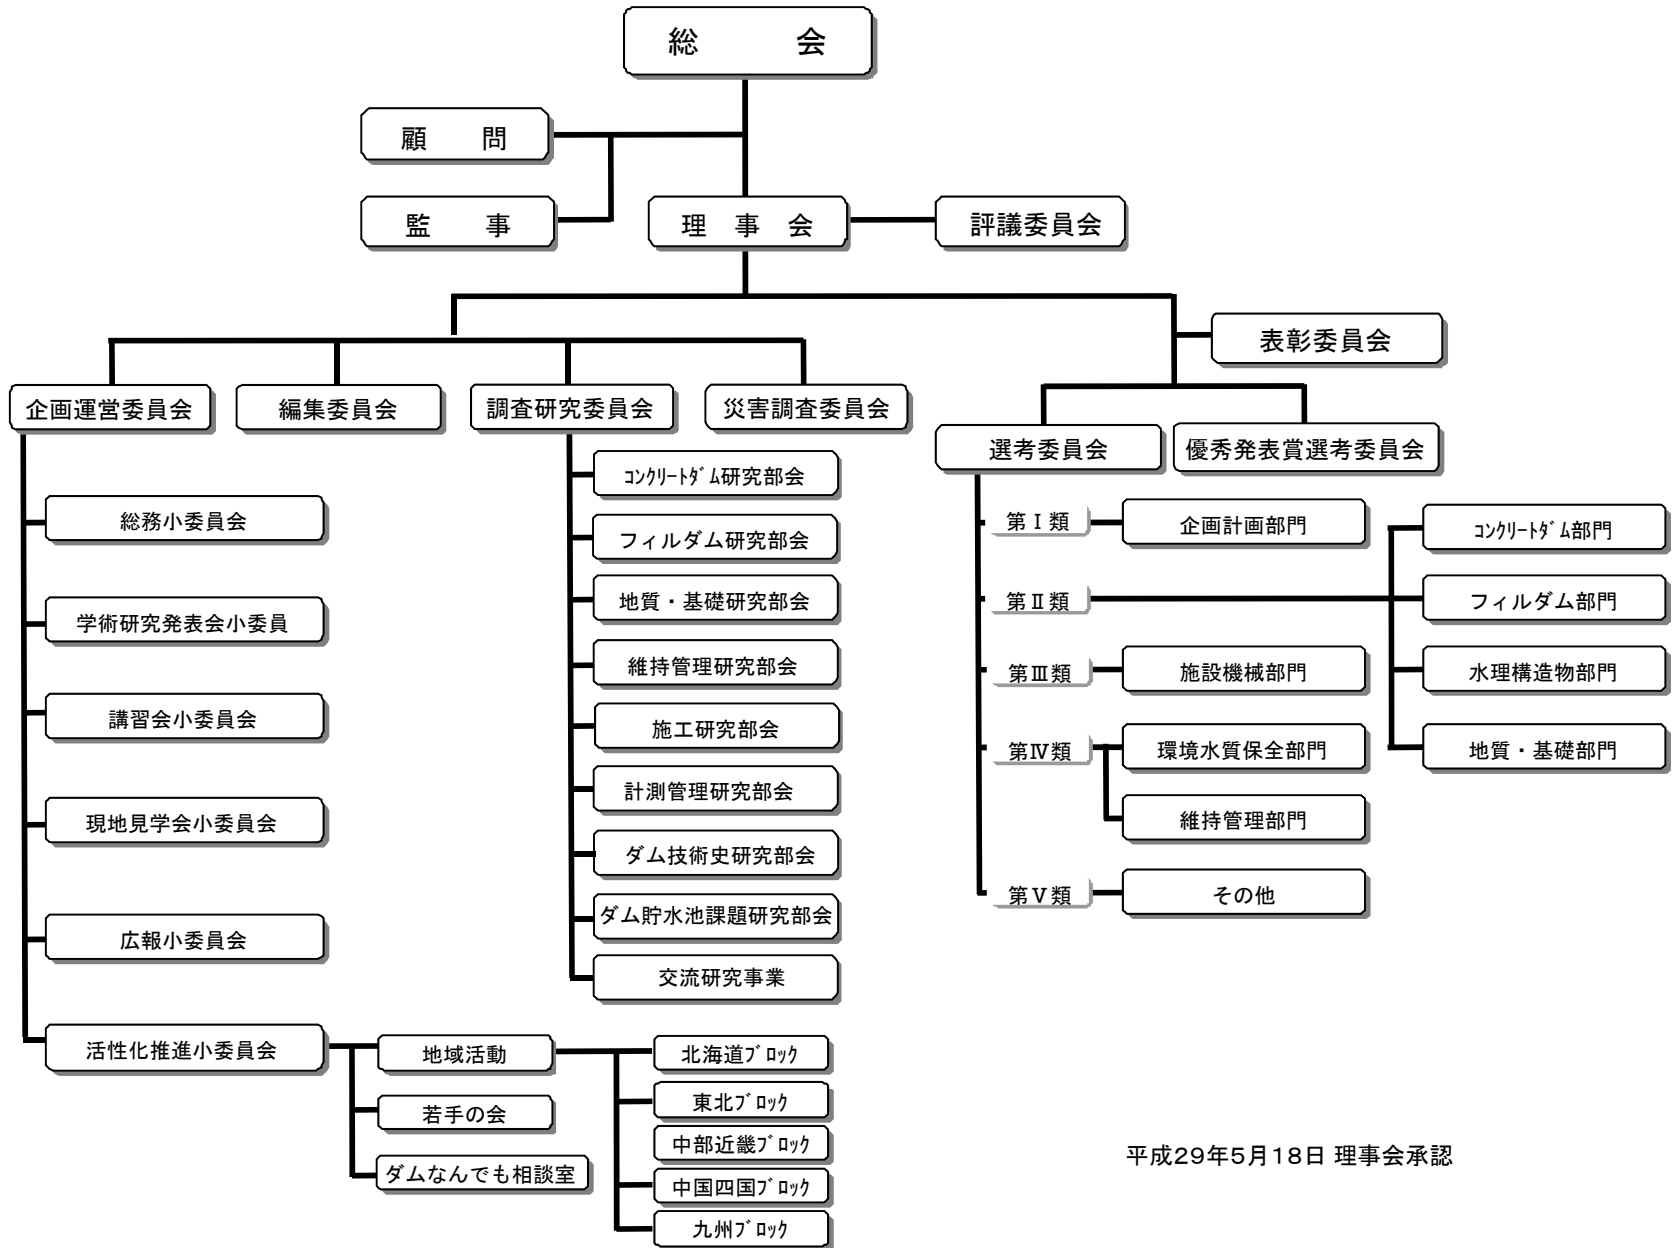 総　会
顧　問
監　事
理　事　会
評議委員会
表彰委員会
企画運営委員会
編集委員会
調査研究委員会
災害調査委員会
選考委員会
優秀発表賞選考委員会
総務小委員会
学術研究発表会小委員
講習会小委員会
現地見学会小委員会
広報小委員会
活性化推進小委員会
地域活動
若手の会
ダムなんでも相談室
北海道ﾌﾞﾛｯｸ
東北ﾌﾞﾛｯｸ
中部近畿ﾌﾞﾛｯｸ
中国四国ﾌﾞﾛｯｸ
九州ﾌﾞﾛｯｸ
ｺﾝｸﾘｰﾄﾀﾞﾑ研究部会
フィルダム研究部会
地質・基礎研究部会
維持管理研究部会
施工研究部会
計測管理研究部会
ダム技術史研究部会
ダム貯水池課題研究部会
交流研究事業
第Ⅰ類
企画計画部門
第Ⅱ類
ｺﾝｸﾘｰﾄﾀﾞﾑ部門
フィルダム部門
水理構造物部門
地質・基礎部門
第Ⅲ類
施設機械部門
第Ⅳ類
環境水質保全部門
維持管理部門
第Ⅴ類
その他
平成29年5月18日 理事会承認